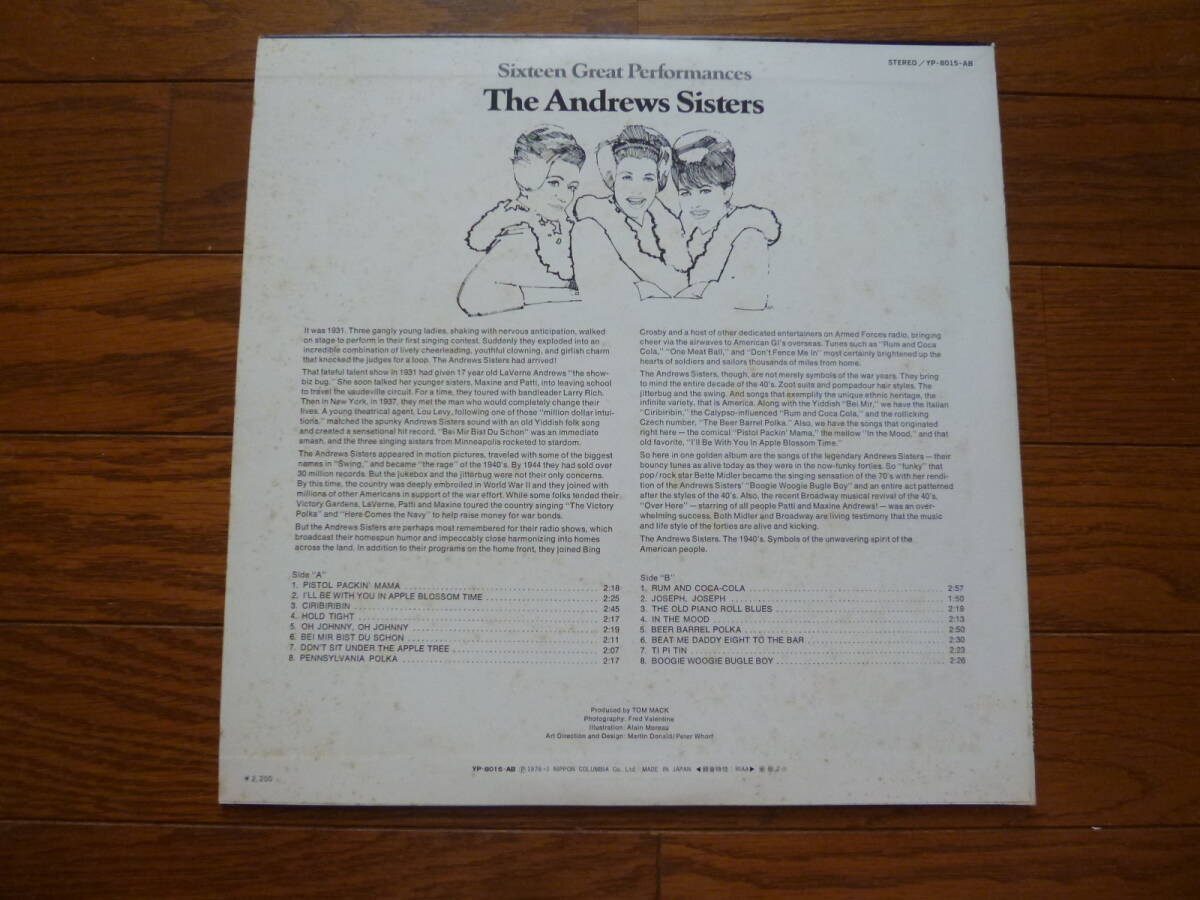 STEREO/YP-8015-AB
Sixteen Great Performances
The Andrews Sisters
It was 1931. Three gangly young ladies, shaking with nervous anticipation, walked
on stage to perform in their first singing contest. Suddenly they exploded into an
incredible combination of lively cheerleading, youthful clowning, and girlish charm
that knocked the judges for a loop. The Andrews Sisters had arrived!
That fateful talent show in 1931 had given 17 year old LaVerne Andrews "the show-
biz bug." She soon talked her younger sisters, Maxine and Patti, into leaving school
to travel the vaudeville circuit. For a time, they toured with bandleader Larry Rich.
Then in New York, in 1937, they met the man who would completely change their
lives. A young theatrical agent, Lou Levy, following one of those "million dollar intui-
tions," matched the spunky Andrews Sisters sound with an old Yiddish folk song
and created a sensational hit record. "Bei Mir Bist Du Schon" was an immediate
smash, and the three singing sisters from Minneapolis rocketed to stardom.
The Andrews Sisters appeared in motion pictures, traveled with some of the biggest
names in "Swing," and became "the rage" of the 1940's. By 1944 they had sold over
30 million records. But the jukebox and the jitterbug were not their only concerns.
By this time, the country was deeply embroiled in World War II and they joined with
millions of other Americans in support of the war effort. While some folks tended their
Victory Gardens, LaVerne, Patti and Maxine toured the country singing "The Victory
Polka" and "Here Comes the Navy" to help raise money for war bonds.
But the Andrews Sisters are perhaps most remembered for their radio shows, which
broadcast their homespun humor and impeccably close harmonizing into homes
across the land. In addition to their programs on the home front, they joined Bing
Crosby and a host of other dedicated entertainers on Armed Forces radio, bringing
cheer via the airwaves to American GI's overseas. Tunes such as "Rum and Coca
Cola," "One Meat Ball," and "Don't Fence Me In" most certainly brightened up the
hearts of soldiers and sailors thousands of miles from home.
The Andrews Sisters, though, are not merely symbols of the war years. They bring
to mind the entire decade of the 40's. Zoot suits and pompadour hair styles. The
jitterbug and the swing. And songs that exemplify the unique ethnic heritage, the
infinite variety, that is America. Along with the Yiddish "Bei Mir," we have the Italian
"Ciribiribin," the Calypso-influenced "Rum and Coca Cola," and the rollicking
Czech number, "The Beer Barrel Polka." Also, we have the songs that originated
right here — the comical "Pistol Packin' Mama," the mellow "In the Mood," and that
old favorite, "I'll Be With You In Apple Blossom Time."
So here in one golden album are the songs of the legendary Andrews Sisters — their
bouncy tunes as alive today as they were in the now-funky forties. So "funky" that
pop/rock star Bette Midler became the singing sensation of the 70's with her rendi-
tion of the Andrews Sisters' "Boogie Woogie Bugle Boy" and an entire act patterned
after the styles of the 40's. Also, the recent Broadway musical revival of the 40's,
"Over Here" — starring of all people Patti and Maxine Andrews! — was an over-
whelming success. Both Midler and Broadway are living testimony that the music
and life style of the forties are alive and kicking.
The Andrews Sisters. The 1940's. Symbols of the unwavering spirit of the
American people.
Side "A"
1. PISTOL PACKIN' MAMA 2:18
2. I'LL BE WITH YOU IN APPLE BLOSSOM TIME 2:25
3. CIRIBIRIBIN 2:45
4. HOLD TIGHT 2:17
5. OH JOHNNY, OH JOHNNY 2:19
6. BEI MIR BIST DU SCHON 2:11
7. DON'T SIT UNDER THE APPLE TREE 2:07
8. PENNSYLVANIA POLKA 2:17
Side "B"
1. RUM AND COCA-COLA 2:57
2. JOSEPH, JOSEPH 1:50
3. THE OLD PIANO ROLL BLUES 2:19
4. IN THE MOOD 2:13
5. BEER BARREL POLKA 2:50
6. BEAT ME DADDY EIGHT TO THE BAR 2:30
7. TI PI TIN 2:23
8. BOOGIE WOOGIE BUGLE BOY 2:26
Produced by TOM MACK
Photography: Fred Valentine
Illustration: Alain Moreau
Art Direction and Design: Martin Donald/Peter Whorf
YP-8015-AB Ⓟ1976-1 NIPPON COLUMBIA Co. Ltd. MADE IN JAPAN ◀録音特性:RIAA▶
¥2,200